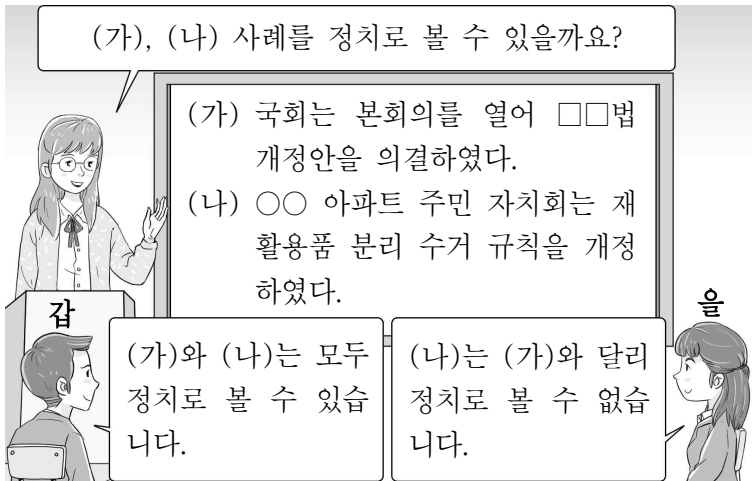 (가), (나) 사례를 정치로 볼 수 있을까요?
(가) 국회는 본회의를 열어 □□법
개정안을 의결하였다.
(나) ○○ 아파트 주민 자치회는 재
활용품 분리 수거 규칙을 개정
하였다.
갑
을
(가)와 (나)는 모두
정치로 볼 수 있습
니다.
(나)는 (가)와 달리
정치로 볼 수 없습
니다.